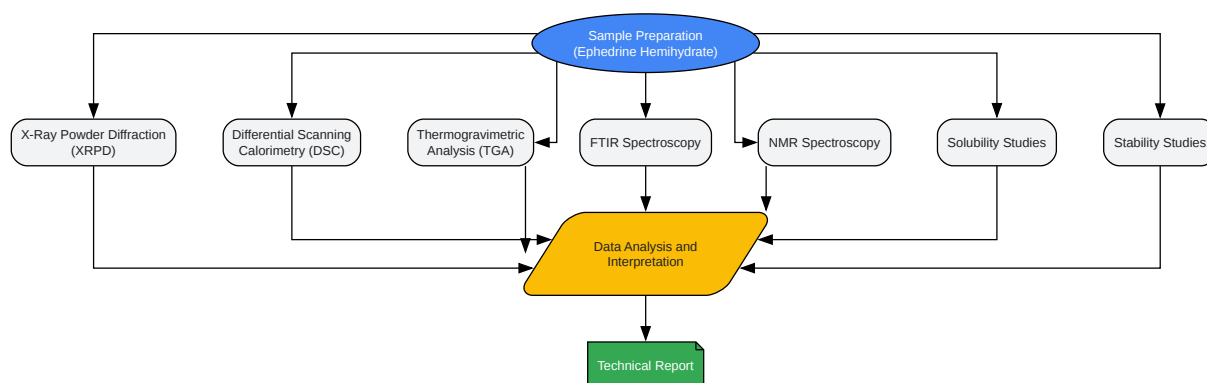 Sample Preparation
(Ephedrine Hemihydrate)
X-Ray Powder Diffraction
(XRPD)
Differential Scanning
Calorimetry (DSC)
Thermogravimetric
Analysis (TGA)
FTIR Spectroscopy
NMR Spectroscopy
Solubility Studies
Stability Studies
Data Analysis and
Interpretation
Technical Report